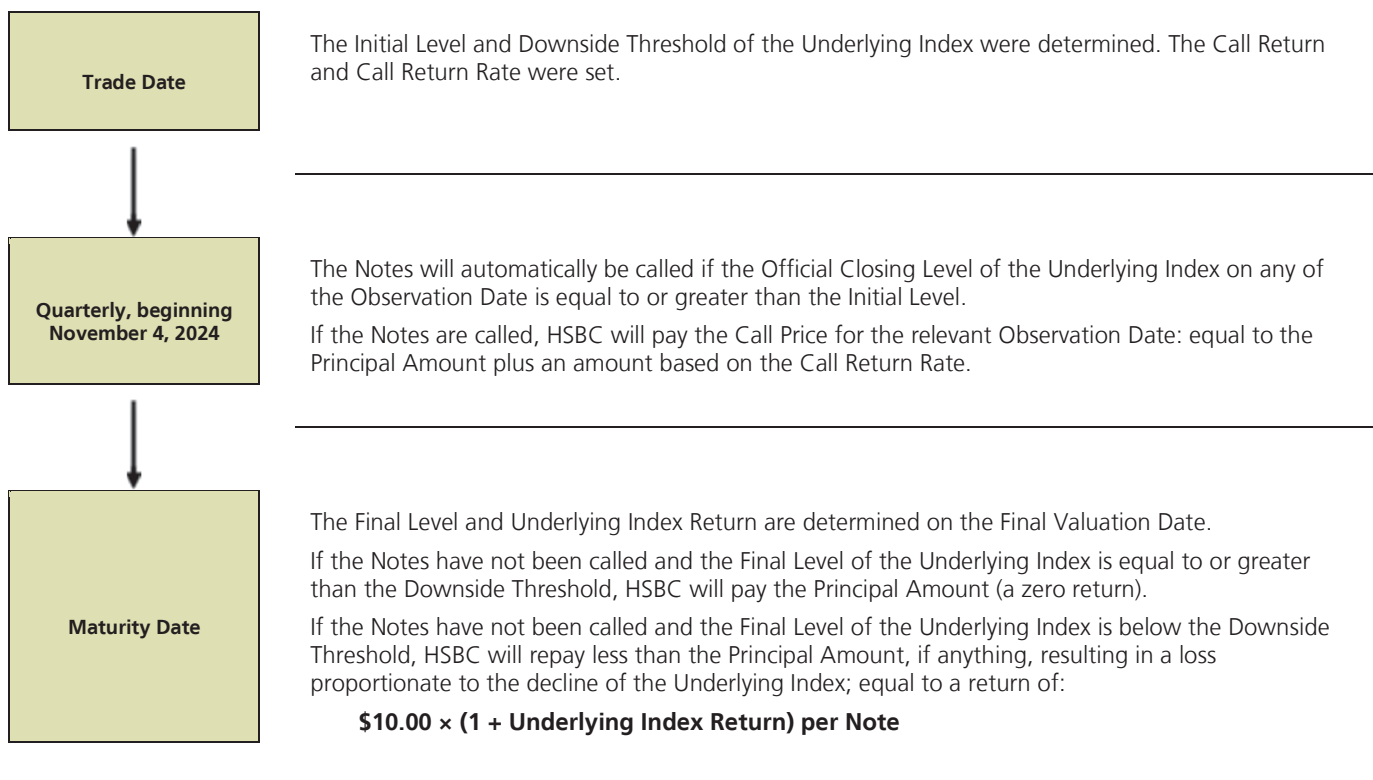 Trade Date
The Initial Level and Downside Threshold of the Underlying Index were determined. The Call Return
and Call Return Rate were set.
Quarterly, beginning
November 4, 2024
The Notes will automatically be called if the Official Closing Level of the Underlying Index on any of
the Observation Date is equal to or greater than the Initial Level.
If the Notes are called, HSBC will pay the Call Price for the relevant Observation Date: equal to the
Principal Amount plus an amount based on the Call Return Rate.
Maturity Date
The Final Level and Underlying Index Return are determined on the Final Valuation Date.
If the Notes have not been called and the Final Level of the Underlying Index is equal to or greater
than the Downside Threshold, HSBC will pay the Principal Amount (a zero return).
If the Notes have not been called and the Final Level of the Underlying Index is below the Downside
Threshold, HSBC will repay less than the Principal Amount, if anything, resulting in a loss
proportionate to the decline of the Underlying Index; equal to a return of:
$10.00 × (1 + Underlying Index Return) per Note